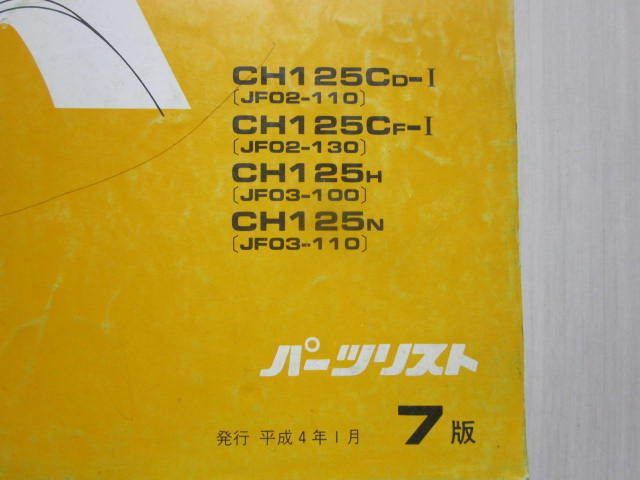 CH125CD-I
〔JF02-110〕
CH125CF-I
〔JF02-130〕
CH125H
〔JF03-100〕
CH125N
〔JF03-110〕
パーツリスト
発行 平成4年1月 7版